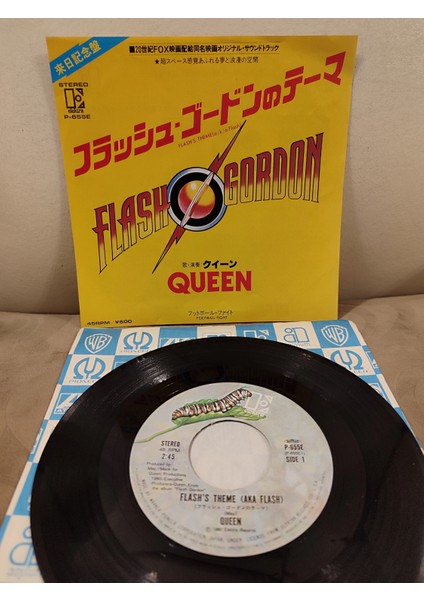 来日記念盤
■20世紀FOX映画配給同名映画オリジナル・サウンドトラック
★超スペース感覚あふれる夢と浪漫の空間
STEREO
P-655E
フラッシュ・ゴードンのテーマ
FLASH GORDON
歌・演奏 クイーン
QUEEN
フットボール・ファイト
FOOTBALL FIGHT
45RPM ¥500
STEREO
45 RPM
2:45
P-655E
SIDE 1
FLASH'S THEME (AKA FLASH)
(フラッシュ・ゴードンのテーマ)
(May)
QUEEN